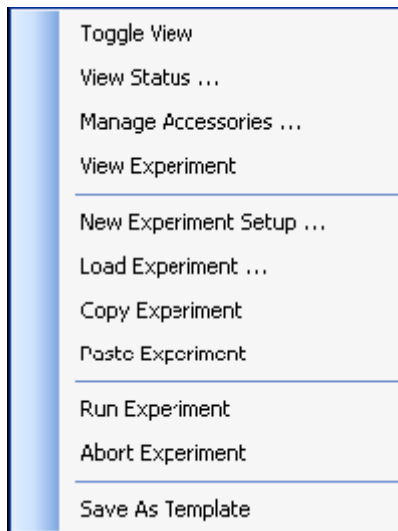 Toggle View
View Status ...
Manage Accessories ...
View Experiment
New Experiment Setup ...
Load Experiment ...
Copy Experiment
Paste Experiment
Run Experiment
Abort Experiment
Save As Template